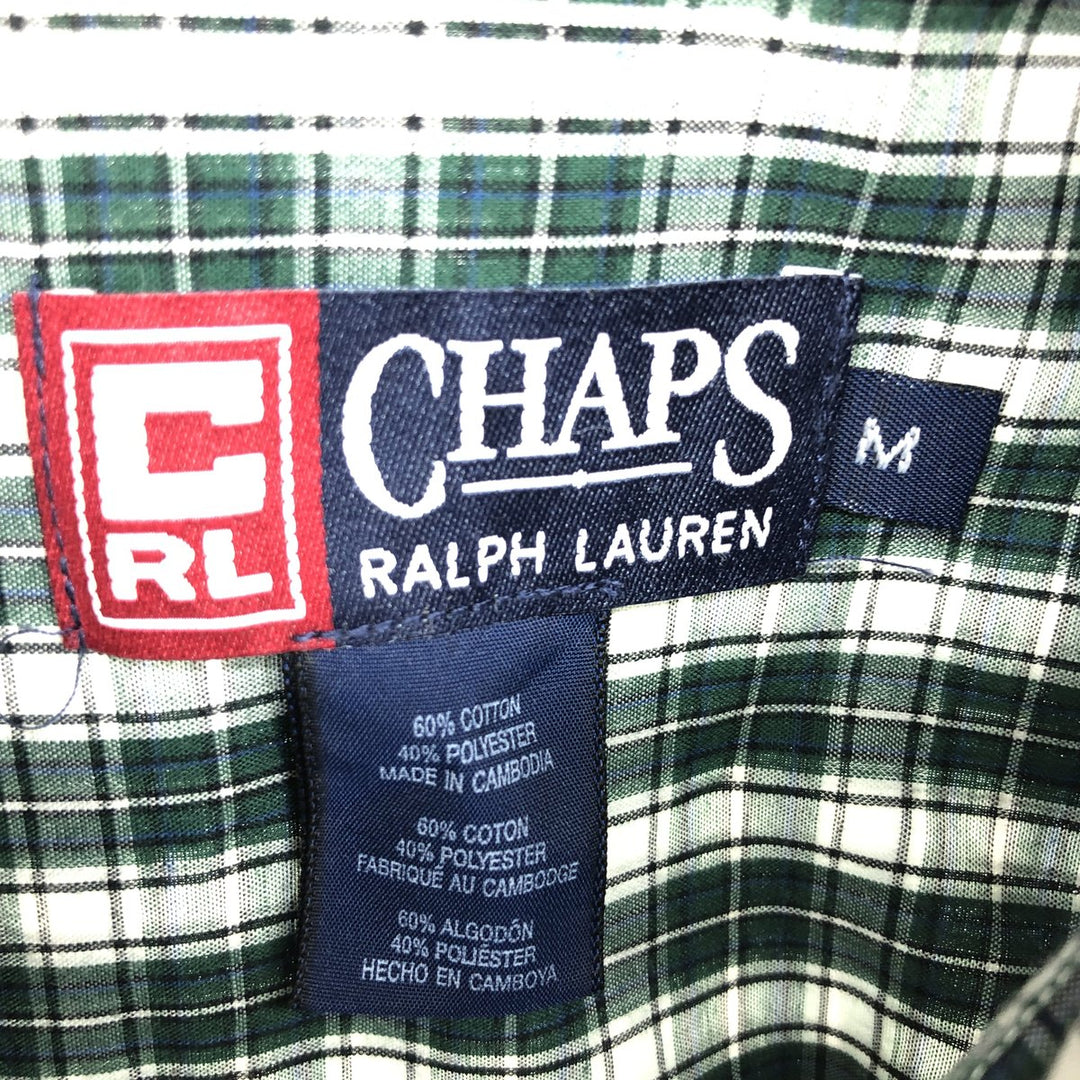 C
RL
CHAPS
RALPH LAUREN
M
60% COTTON
40% POLYESTER
MADE IN CAMBODIA
60% COTON
40% POLYESTER
FABRIQUÉ AU CAMBODGE
60% ALGODÓN
40% POLIÉSTER
HECHO EN CAMBOYA